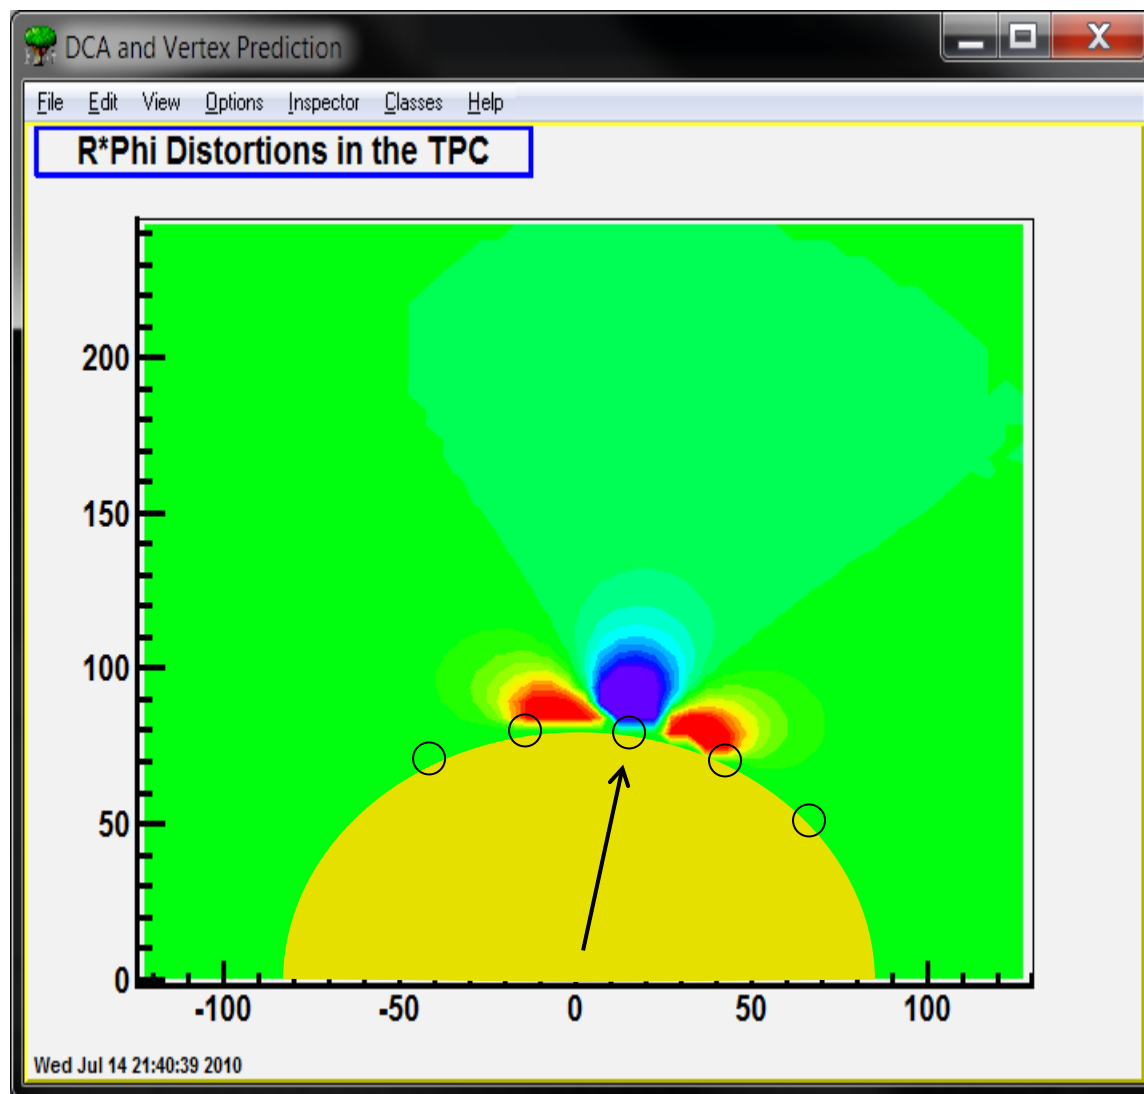 DCA and Vertex Prediction
X
File Edit View Options Inspector Classes Help
R*Phi Distortions in the TPC
200
150
100
50
0
-100 -50 0 50 100
Wed Jul 14 21:40:39 2010